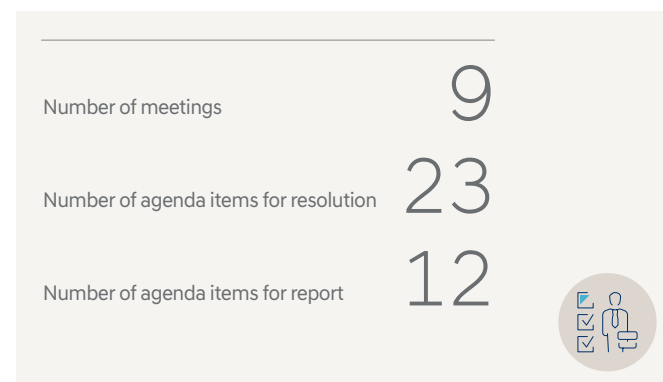 Number of meetings 9
Number of agenda items for resolution 23
Number of agenda items for report 12